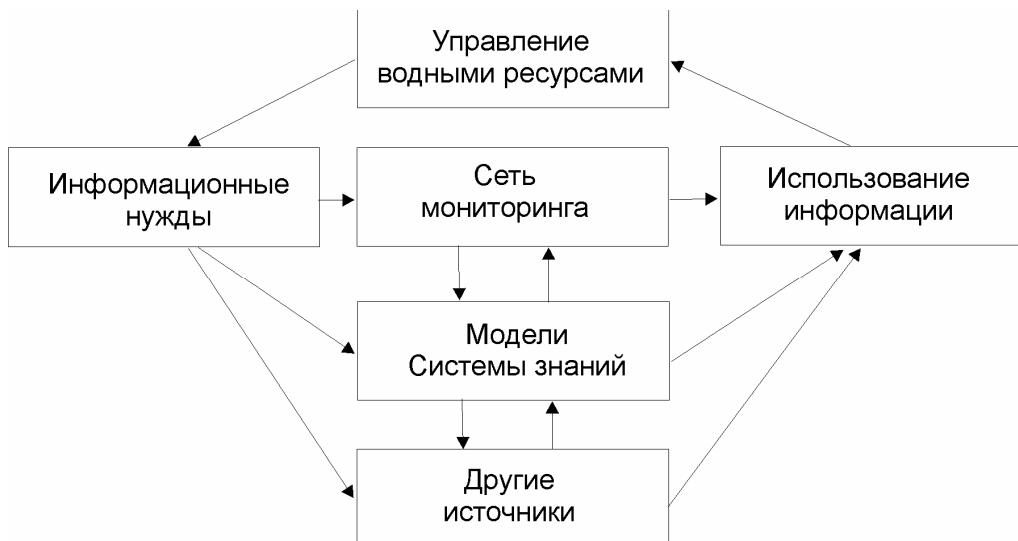 Управление
водными ресурсами
Информационные
нужды
Сеть
мониторинга
Использование
информации
Модели
Системы знаний
Другие
источники